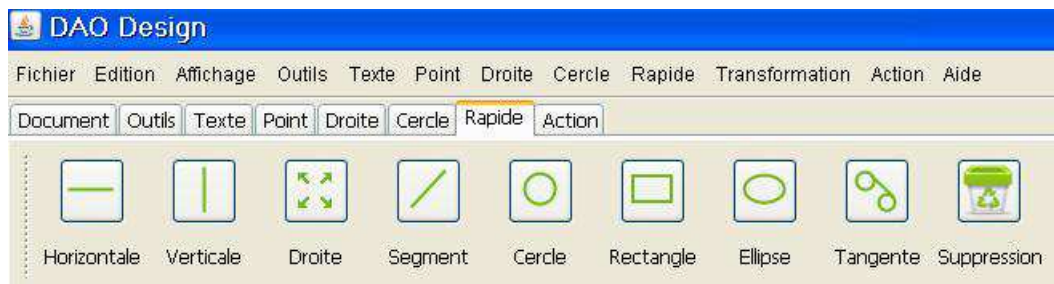 DAO Design
Fichier Edition Affichage Outils Texte Point Droite Cercle Rapide Transformation Action Aide
Document Outils Texte Point Droite Cercle Rapide Action
Horizontale Verticale Droite Segment Cercle Rectangle Ellipse Tangente Suppression